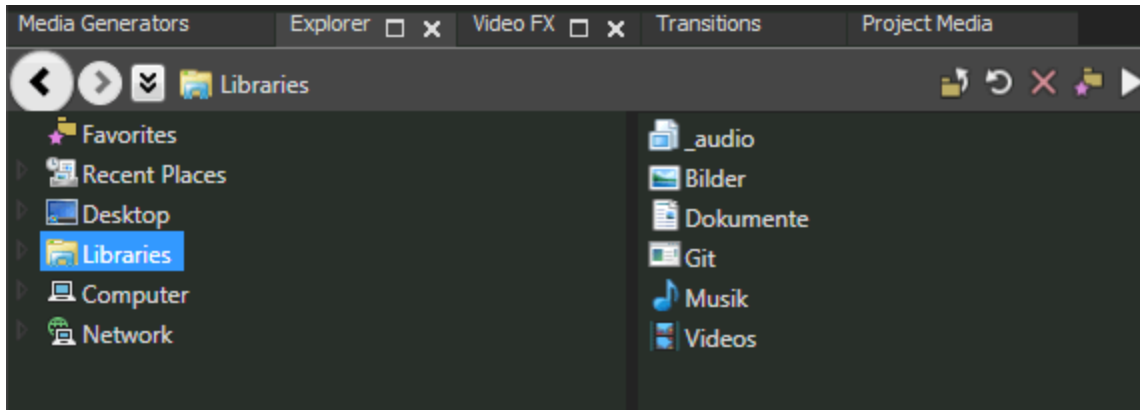 Media Generators Explorer Video FX Transitions Project Media
Libraries
Favorites
Recent Places
Desktop
Libraries
Computer
Network
_audio
Bilder
Dokumente
Git
Musik
Videos